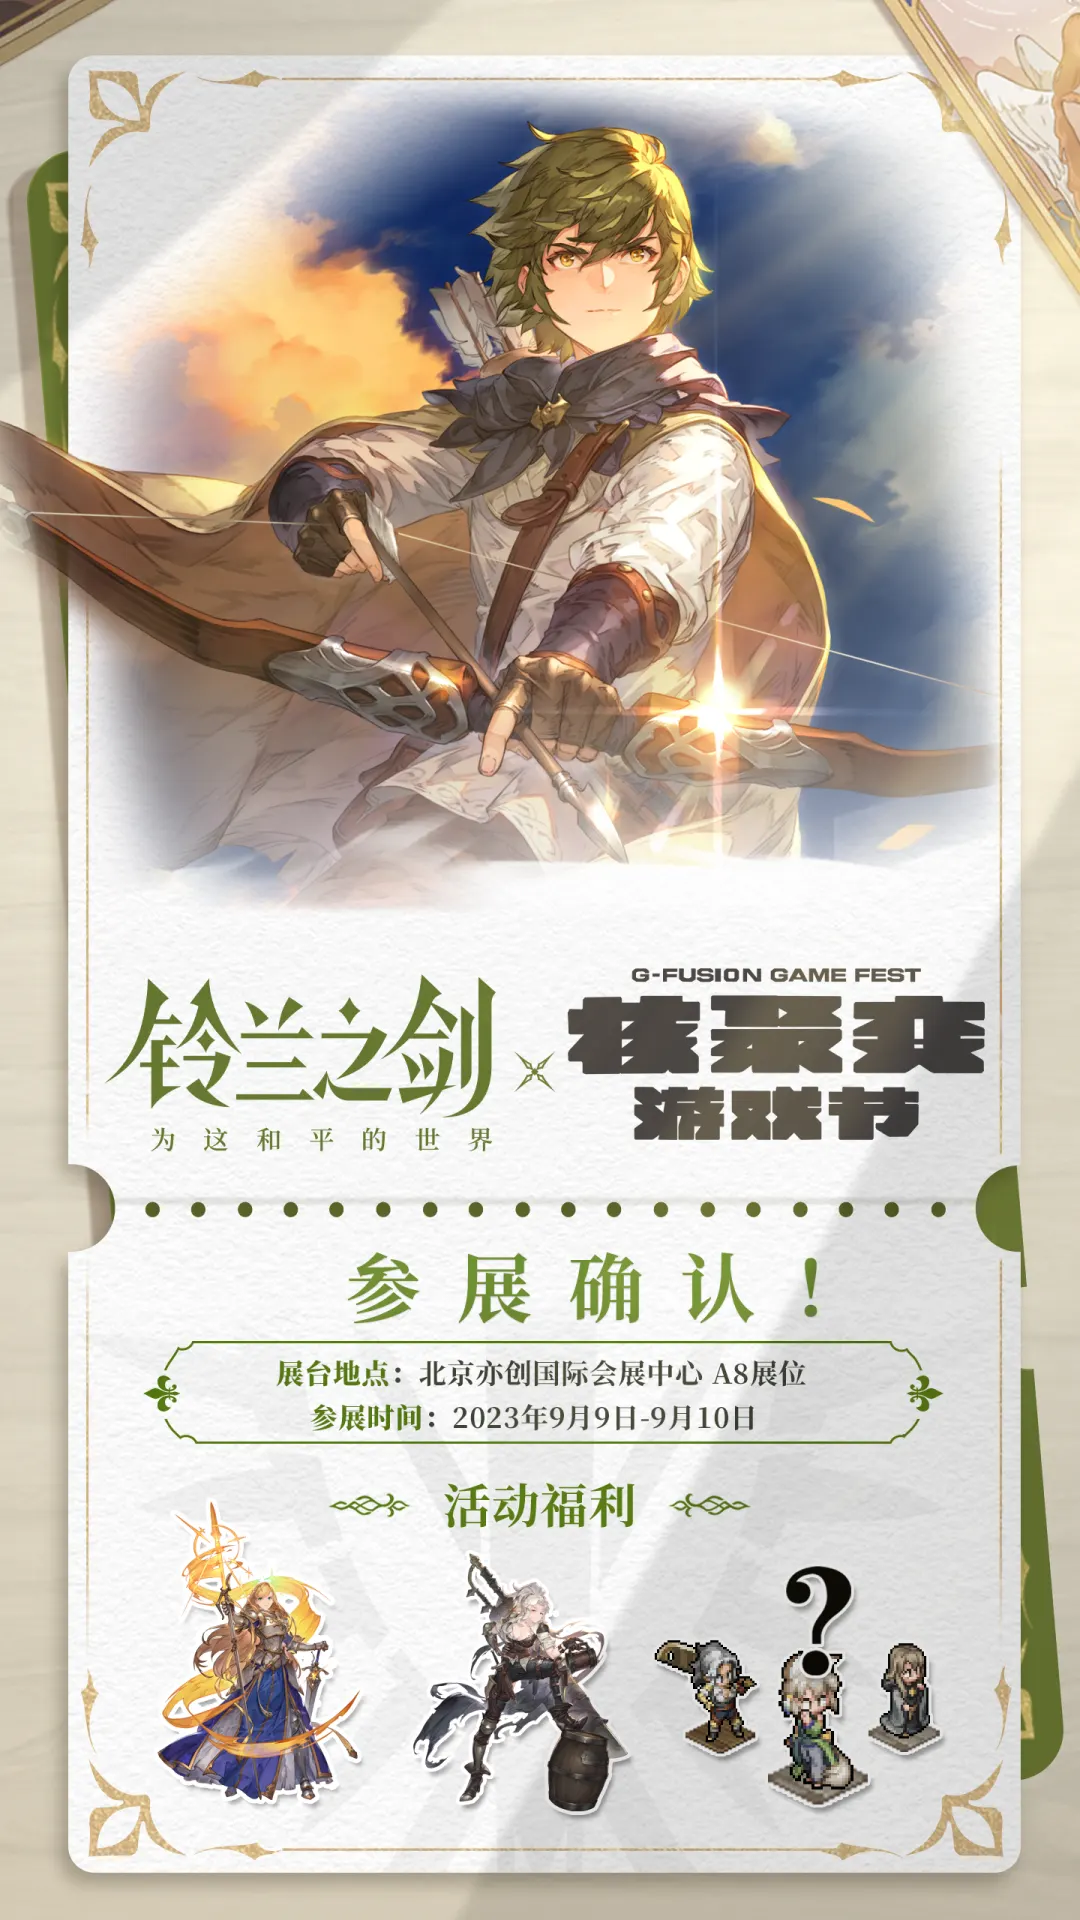 铃兰之剑
为这和平的世界
×
G-FUSION GAME FEST
核聚变
游戏节
参展确认！
展台地点：北京亦创国际会展中心 A8展位
参展时间：2023年9月9日-9月10日
活动福利
?